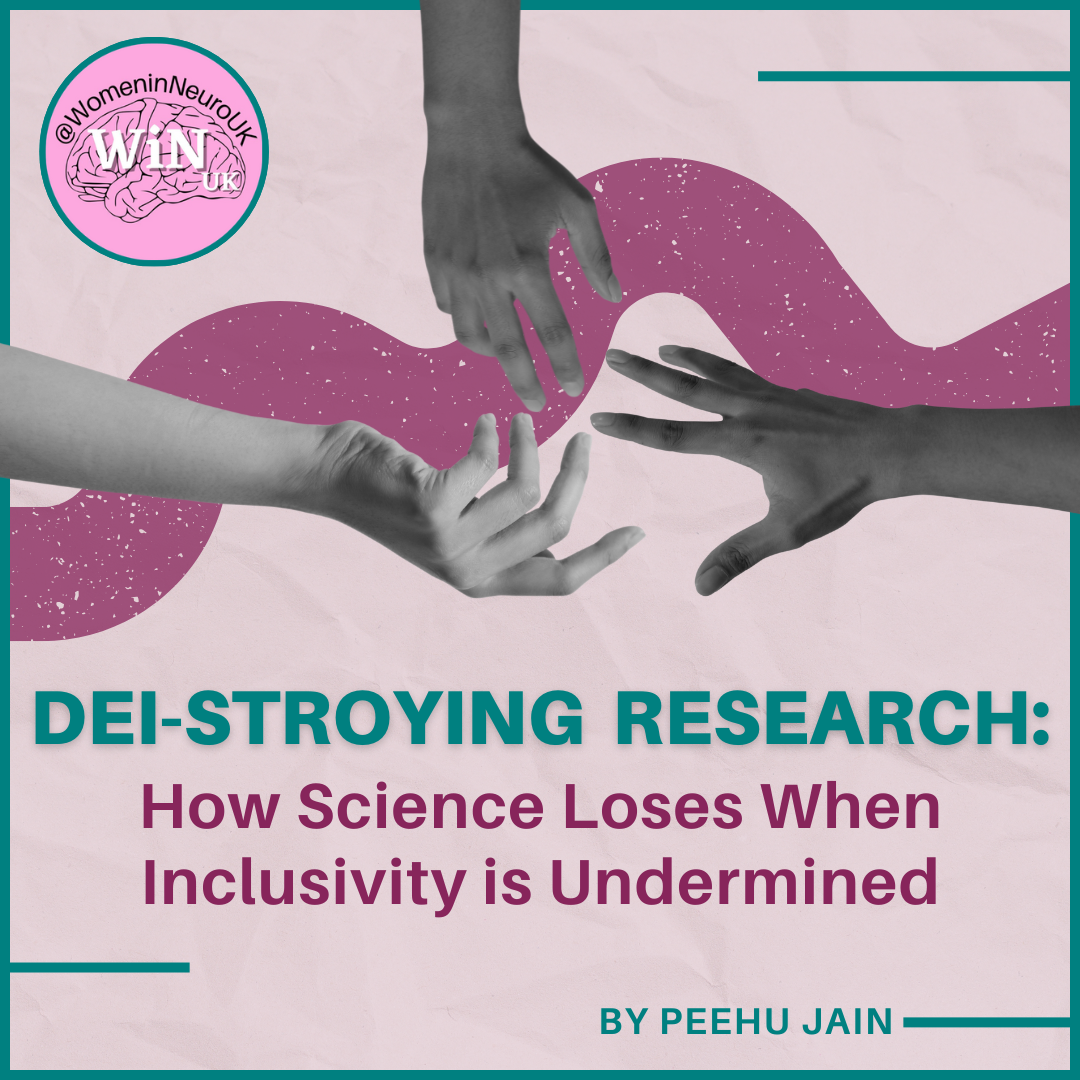 @WomeninNeuroUK
WiN
UK
DEI-STROYING RESEARCH:
How Science Loses When
Inclusivity is Undermined
BY PEEHU JAIN